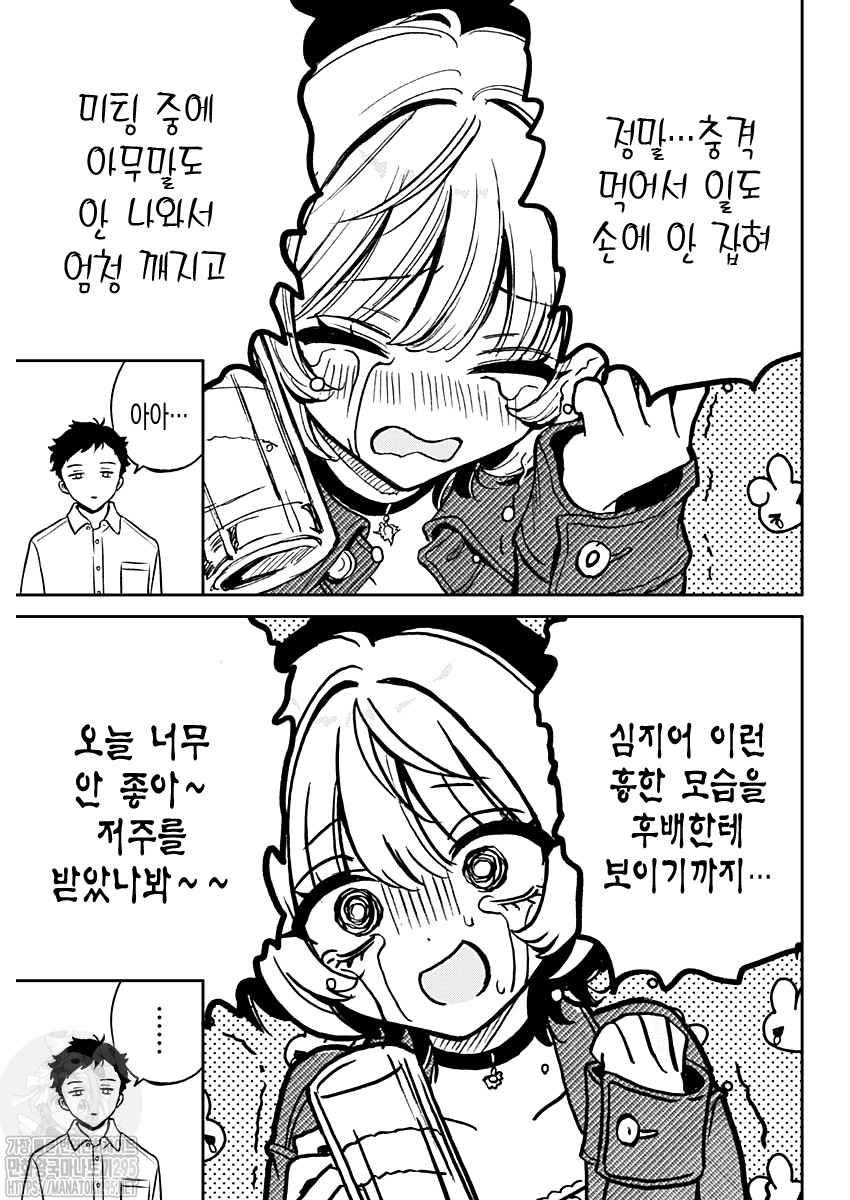 정말…충격
먹어서 일도
손에 안 잡혀
미팅 중에
아무말도
안 나와서
엄청 깨지고
아아…
심지어 이런
흉한 모습을
후배한테
보이기까지…
오늘 너무
안 좋아~
저주를
받았나봐~~
……
HTTPS://MANATOKI295.NET